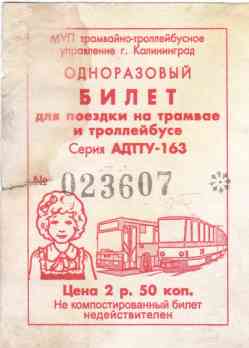 МУП трамвайно-троллейбусное
управление г. Калининград
ОДНОРАЗОВЫЙ
БИЛЕТ
для поездки на трамвае
и троллейбусе
Серия АДТТУ-163
№ 023607
Цена 2 р. 50 коп.
Не компостированный билет
недействителен